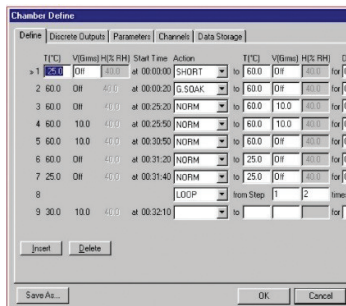 Chamber Define
Define Discrete Outputs Parameters Channels Data Storage
T(°C) V(Grms) H(% RH) Start Time Action T(°C) V(Grms) H(% RH) D
» 1 25.0 Off 40.0 at 00:00:00 SHORT to 60.0 Off 40.0 for
2 60.0 Off 40.0 at 00:00:20 G.SOAK to 60.0 Off 40.0 for
3 60.0 Off 40.0 at 00:25:20 NORM to 60.0 10.0 40.0 for
4 60.0 10.0 40.0 at 00:25:50 NORM to 60.0 10.0 40.0 for
5 60.0 10.0 40.0 at 00:30:50 NORM to 60.0 Off 40.0 for
6 60.0 Off 40.0 at 00:31:20 NORM to 25.0 Off 40.0 for
7 25.0 Off 40.0 at 00:31:40 NORM to 25.0 Off 40.0 for
8 LOOP from Step 1 2 times
9 30.0 10.0 40.0 at 00:32:10 to for
Insert Delete
Save As... OK Cancel